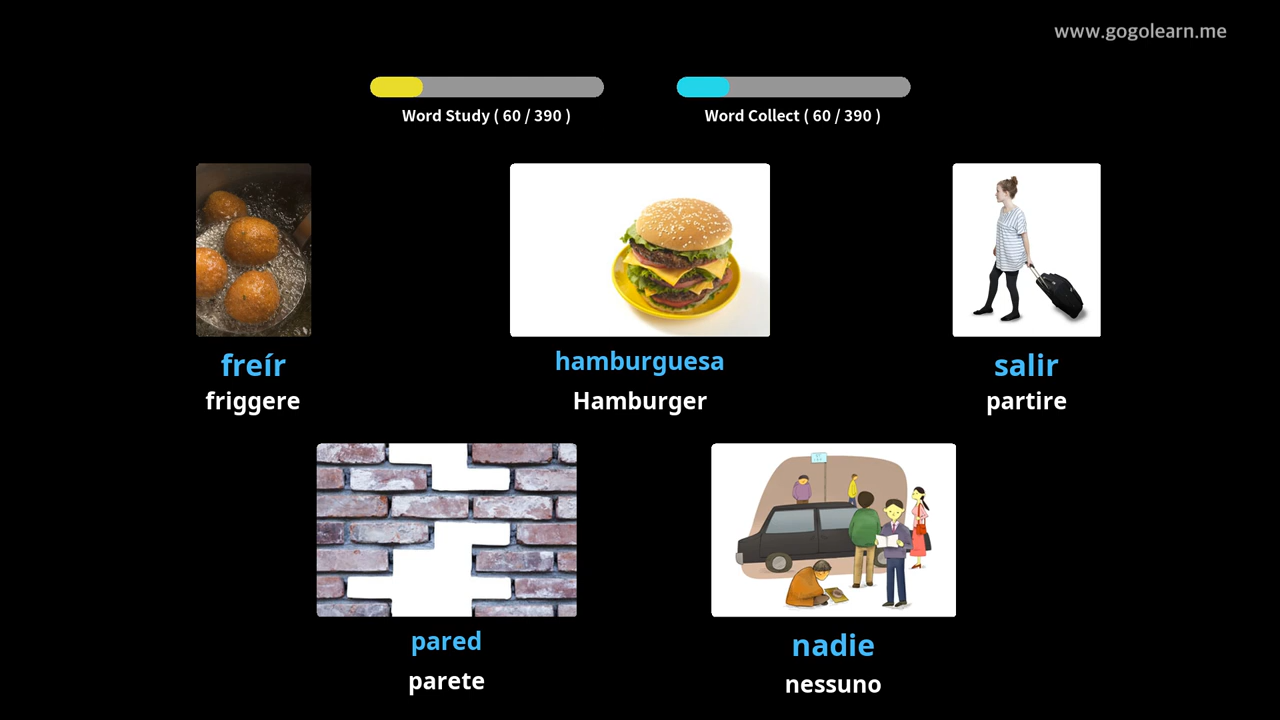 www.gogolearn.me
Word Study ( 60 / 390 )
Word Collect ( 60 / 390 )
freír
friggere
hamburguesa
Hamburger
salir
partire
pared
parete
nadie
nessuno